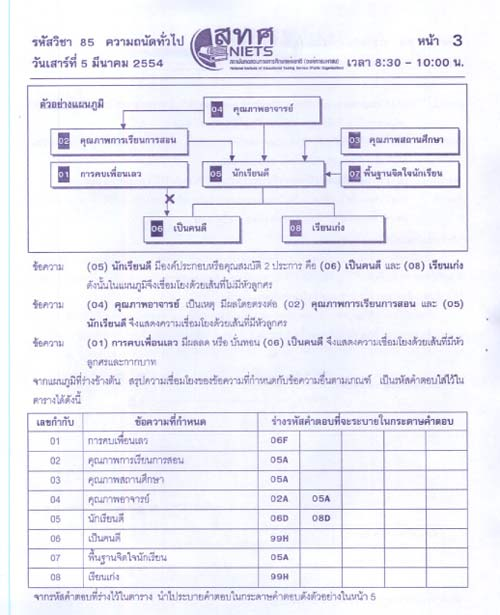 รหัสวิชา 85 ความถนัดทั่วไป
สทศ
NIETS
สถาบันทดสอบทางการศึกษาแห่งชาติ (องค์การมหาชน)
National Institute of Educational Testing Service (Public Organization)
หน้า 3
วันเสาร์ที่ 5 มีนาคม 2554
เวลา 8:30 - 10:00 น.
ตัวอย่างแผนภูมิ
04 คุณภาพอาจารย์
02 คุณภาพการเรียนการสอน
03 คุณภาพสถานศึกษา
01 การคบเพื่อนเลว
05 นักเรียนดี
07 พื้นฐานจิตใจนักเรียน
06 เป็นคนดี
08 เรียนเก่ง
ข้อความ (05) นักเรียนดี มีองค์ประกอบหรือคุณสมบัติ 2 ประการ คือ (06) เป็นคนดี และ (08) เรียนเก่ง
ดังนั้นในแผนภูมิจึงเชื่อมโยงด้วยเส้นที่ไม่มีหัวลูกศร
ข้อความ (04) คุณภาพอาจารย์ เป็นเหตุ มีผลโดยตรงต่อ (02) คุณภาพการเรียนการสอน และ (05)
นักเรียนดี จึงแสดงความเชื่อมโยงด้วยเส้นที่มีหัวลูกศร
ข้อความ (01) การคบเพื่อนเลว มีผลลด หรือ บั่นทอน (06) เป็นคนดี จึงแสดงความเชื่อมโยงด้วยเส้นที่มีหัว
ลูกศรและกากบาท
จากแผนภูมิที่ร่างข้างต้น สรุปความเชื่อมโยงของข้อความที่กำหนดกับข้อความอื่นตามเกณฑ์ เป็นรหัสคำตอบใส่ไว้ใน
ตารางได้ดังนี้
เลขกำกับ ข้อความที่กำหนด ร่างรหัสคำตอบที่จะระบายในกระดาษคำตอบ
01 การคบเพื่อนเลว 06F
02 คุณภาพการเรียนการสอน 05A
03 คุณภาพสถานศึกษา 05A
04 คุณภาพอาจารย์ 02A 05A
05 นักเรียนดี 06D 08D
06 เป็นคนดี 99H
07 พื้นฐานจิตใจนักเรียน 05A
08 เรียนเก่ง 99H
จากรหัสคำตอบที่ร่างไว้ในตาราง นำไประบายคำตอบในกระดาษคำตอบดังตัวอย่างในหน้า 5